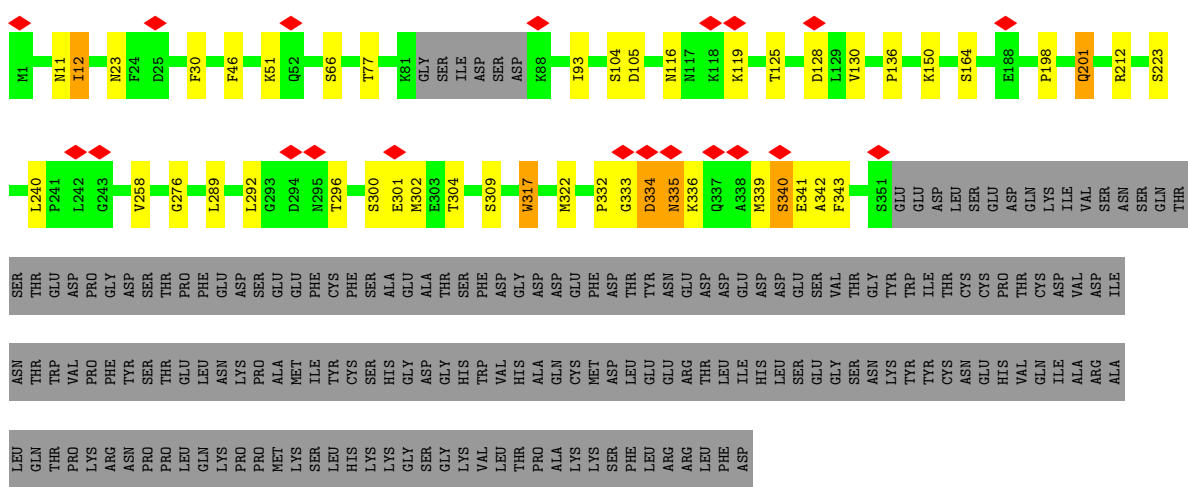 M1 N11 I12 N23 F24 D25 F30 F46 K51 Q52 S66 T77 K81 GLY SER ILE ASP SER ASP K88 I93 S104 D105 N116 N117 K118 K119 T125 D128 L129 V130 P136 K150 S164 E188 P198 Q201 R212 S223
L240 P241 L242 G243 V258 G276 L289 L292 G293 D294 N295 T296 S300 E301 M302 E303 T304 S309 W317 M322 P332 G333 D334 N335 K336 Q337 A338 M339 S340 E341 A342 F343 S351 GLU GLU ASP LEU SER GLU ASP GLN LYS ILE VAL SER ASN SER GLN THR
SER THR GLU ASP PRO GLY ASP SER THR PRO PHE GLU ASP SER GLU GLU PHE CYS PHE SER ALA GLU ALA THR SER PHE ASP GLY ASP ASP GLU PHE ASP THR TYR ASN GLU ASP ASP GLU ASP ASP GLU SER VAL THR GLY TYR TRP ILE THR CYS CYS PRO THR CYS ASP VAL ASP ILE
ASN THR TRP VAL PRO PHE TYR SER THR GLU LEU ASN LYS PRO ALA MET ILE TYR CYS SER HIS GLY ASP GLY HIS TRP VAL HIS ALA GLN CYS MET ASP LEU GLU GLU ARG THR LEU ILE HIS LEU SER GLU GLY SER ASN LYS TYR TYR CYS ASN GLU HIS VAL GLN ILE ALA ARG ALA
LEU GLN THR PRO LYS ARG ASN PRO PRO LEU GLN LYS PRO PRO MET LYS SER LEU HIS LYS LYS GLY SER GLY LYS VAL LEU THR PRO ALA LYS LYS SER PHE LEU ARG ARG LEU PHE ASP